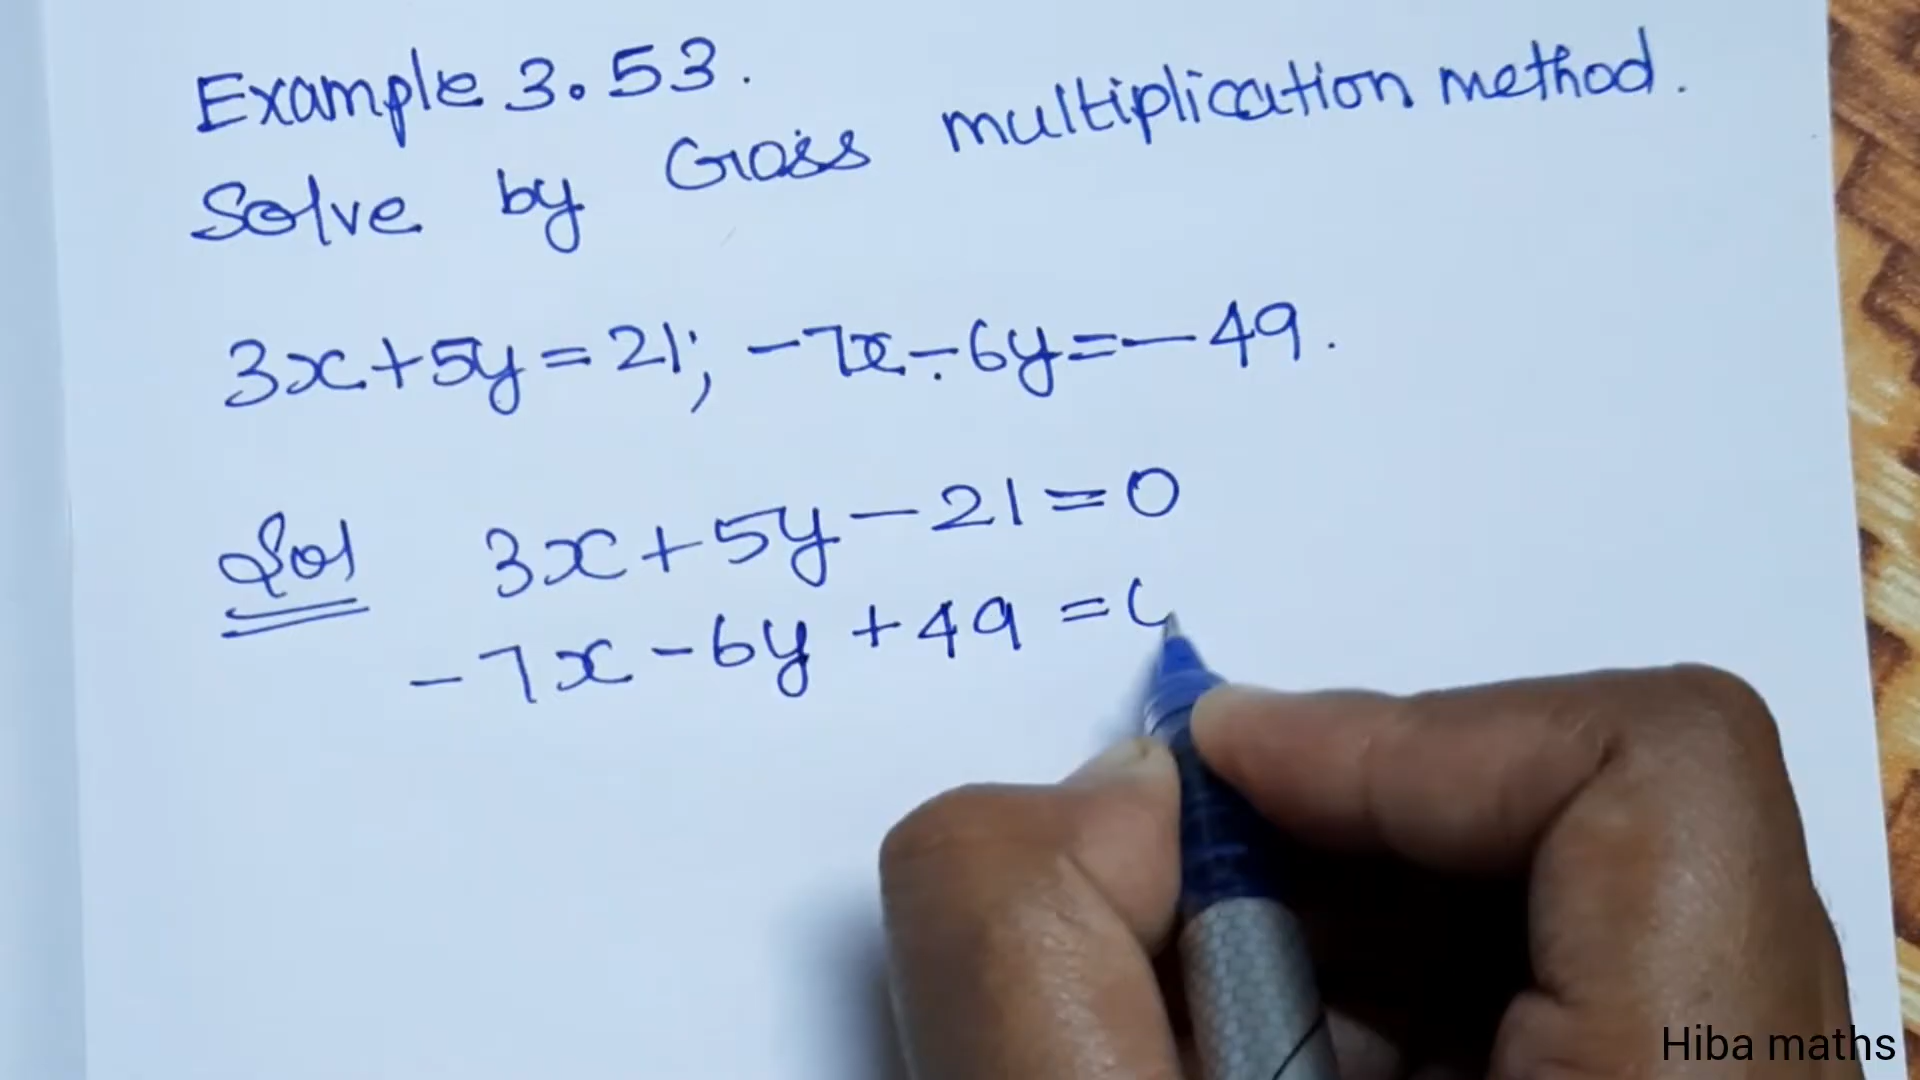 Example 3.53.
Solve by Cross multiplication method.
3x+5y=21; -7x-6y=-49.
Sol 3x+5y-21=0
-7x-6y+49=0
Hiba maths